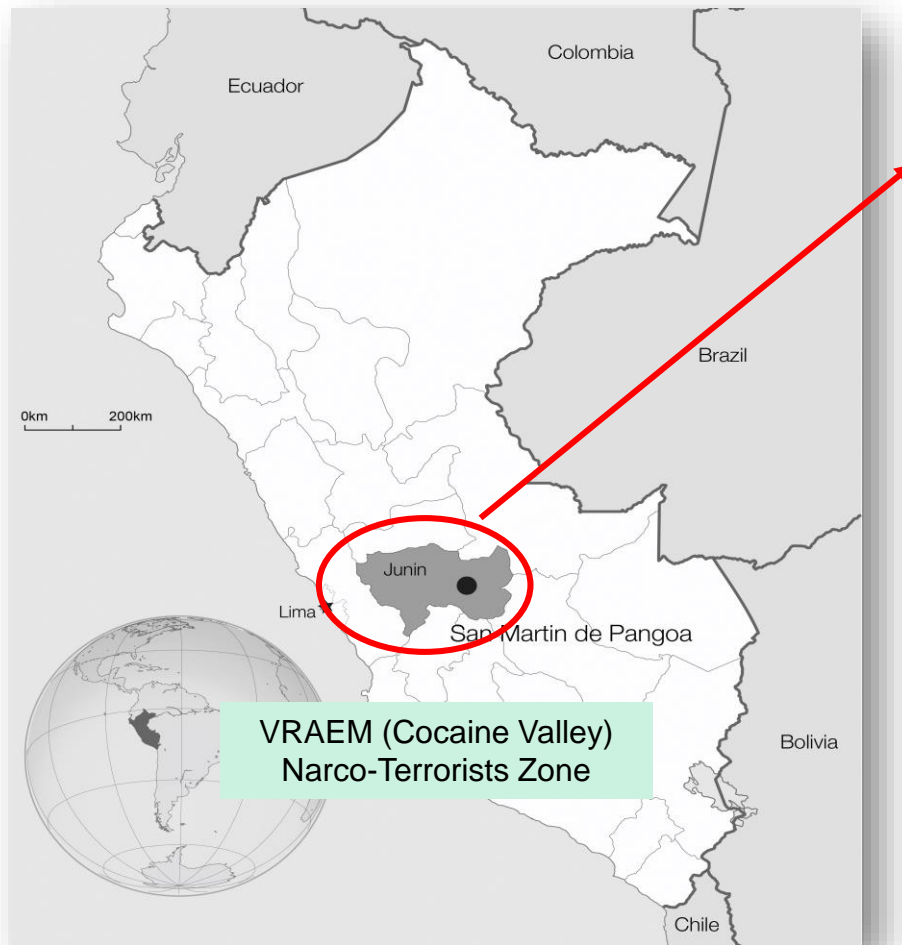 Colombia
Ecuador
Brazil
0km 200km
Junin
Lima
San Martin de Pangoa
VRAEM (Cocaine Valley)
Narco-Terrorists Zone
Bolivia
Chile